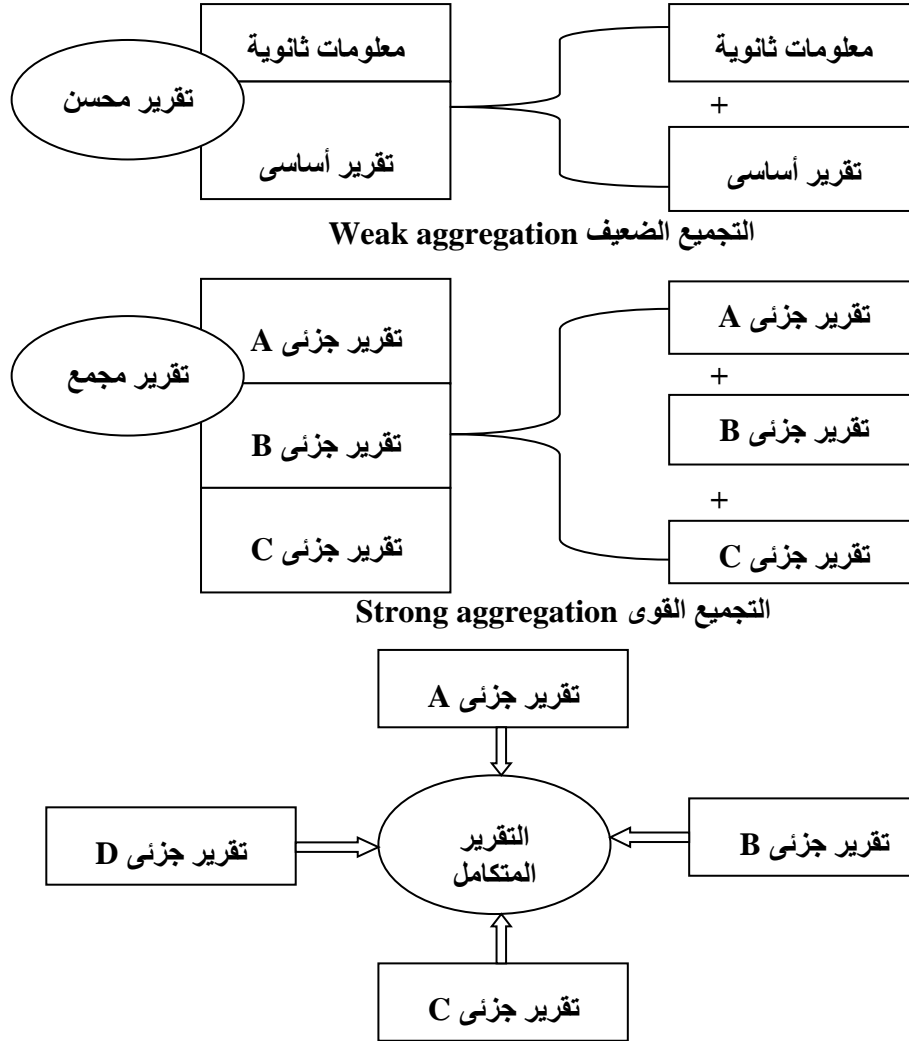 معلومات ثانوية
+
تقرير أساسى
معلومات ثانوية
تقرير أساسى
تقرير محسن
التجميع الضعيف Weak aggregation
تقرير جزئى A
+
تقرير جزئى B
+
تقرير جزئى C
تقرير جزئى A
تقرير جزئى B
تقرير جزئى C
تقرير مجمع
التجميع القوى Strong aggregation
تقرير جزئى A
تقرير جزئى B
التقرير
المتكامل
تقرير جزئى D
تقرير جزئى C